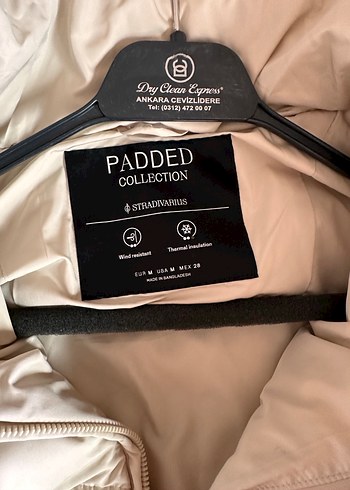 Dry Clean Express®
ANKARA CEVİZLİDERE
Tel: (0312) 472 00 07
PADDED
COLLECTION
STRADIVARIUS
Wind resistant
Thermal insulation
EUR M USA M MEX 28
MADE IN BANGLADESH